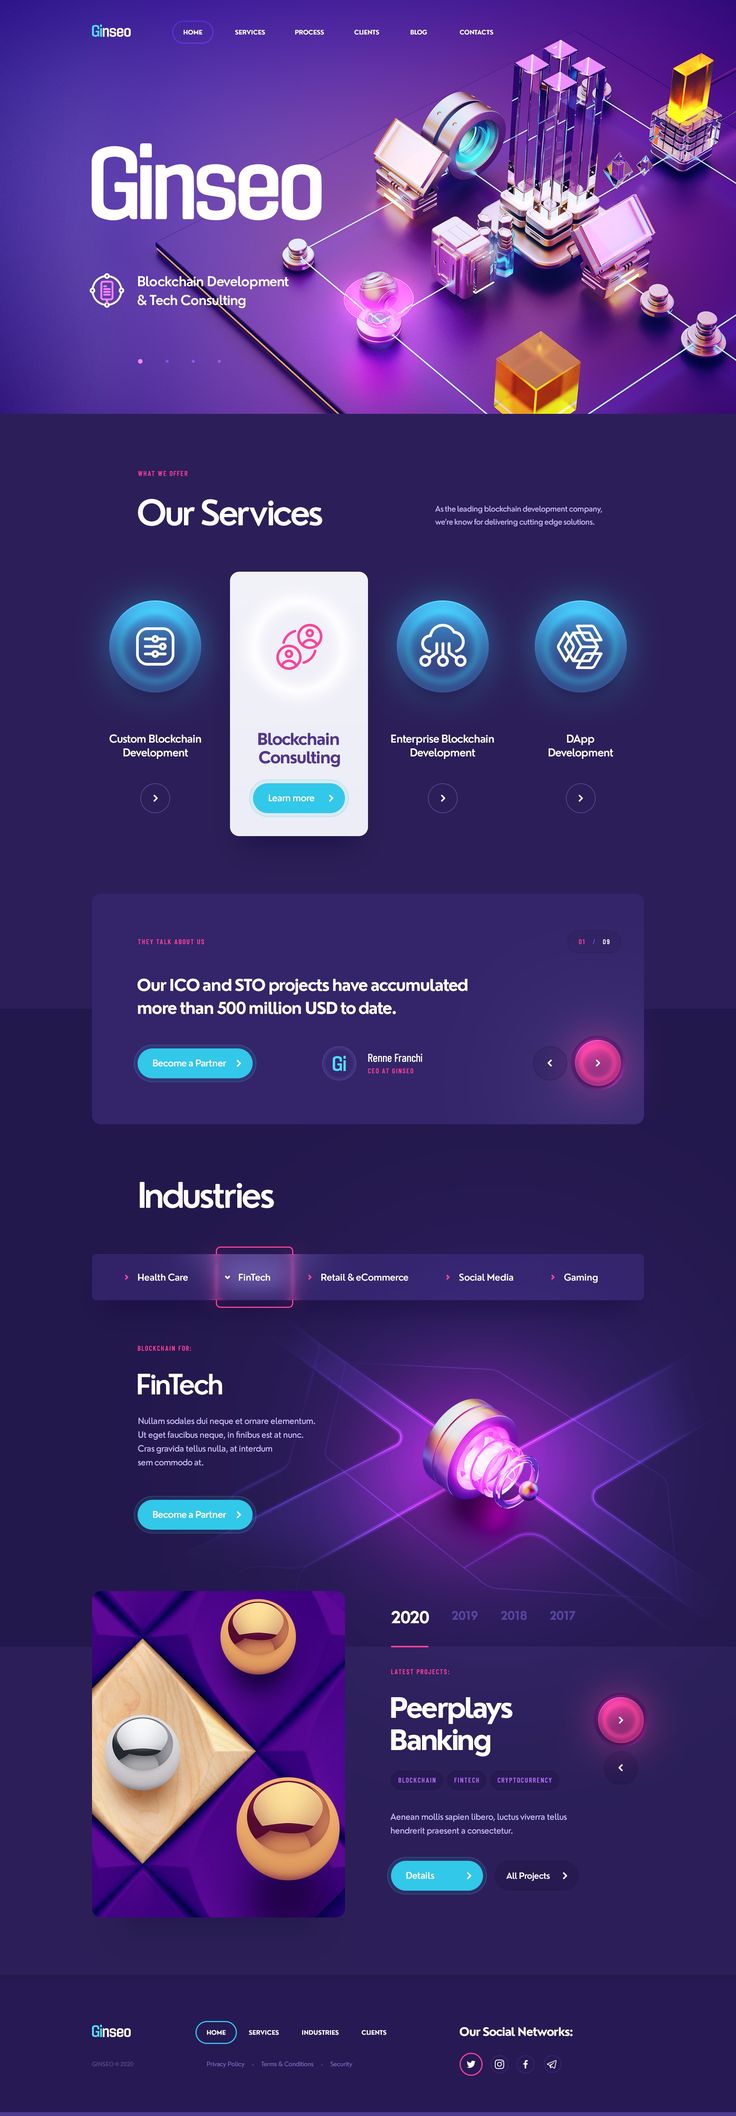 Ginseo
HOME
SERVICES
PROCESS
CLIENTS
BLOG
CONTACTS
Ginseo
Blockchain Development
& Tech Consulting
WHAT WE OFFER
Our Services
As the leading blockchain development company,
we're know for delivering cutting edge solutions.
Custom Blockchain
Development
Blockchain
Consulting
Learn more
Enterprise Blockchain
Development
DApp
Development
THEY TALK ABOUT US
01 / 09
Our ICO and STO projects have accumulated
more than 500 million USD to date.
Become a Partner
Gi
Renne Franchi
CEO AT GINSEO
Industries
Health Care
FinTech
Retail & eCommerce
Social Media
Gaming
BLOCKCHAIN FOR:
FinTech
Nullam sodales dui neque et ornare elementum.
Ut eget faucibus neque, in finibus est at nunc.
Cras gravida tellus nulla, at interdum
sem commodo at.
Become a Partner
2020
2019
2018
2017
LATEST PROJECTS:
Peerplays
Banking
BLOCKCHAIN
FINTECH
CRYPTOCURRENCY
Aenean mollis sapien libero, luctus viverra tellus
hendrerit praesent a consectetur.
Details
All Projects
Ginseo
HOME
SERVICES
INDUSTRIES
CLIENTS
Our Social Networks:
GINSEO © 2020
Privacy Policy
Terms & Conditions
Security